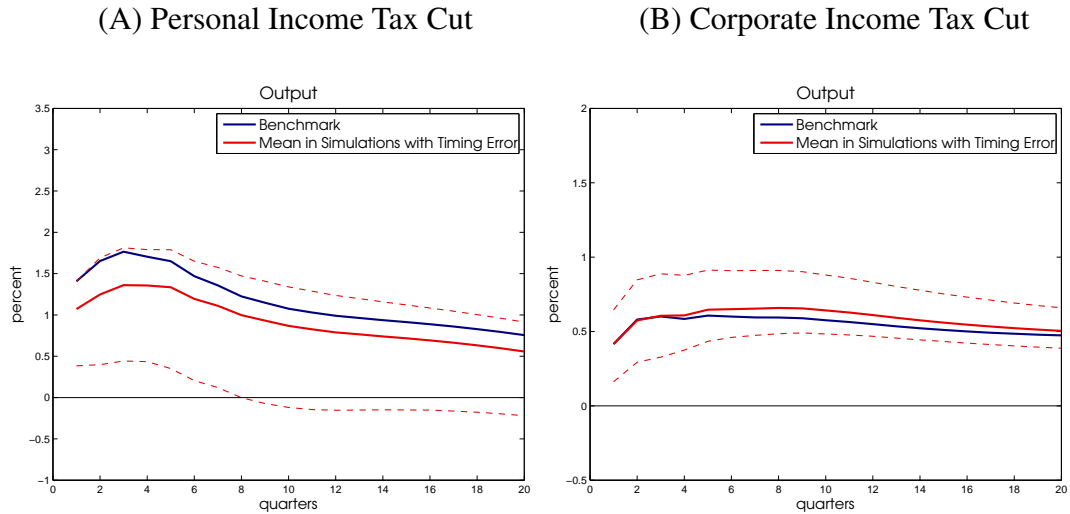 (A) Personal Income Tax Cut
(B) Corporate Income Tax Cut
Output
Benchmark
Mean in Simulations with Timing Error
percent
3.5
3
2.5
2
1.5
1
0.5
0
−0.5
−1
0 2 4 6 8 10 12 14 16 18 20
quarters
Output
Benchmark
Mean in Simulations with Timing Error
percent
2
1.5
1
0.5
0
−0.5
0 2 4 6 8 10 12 14 16 18 20
quarters